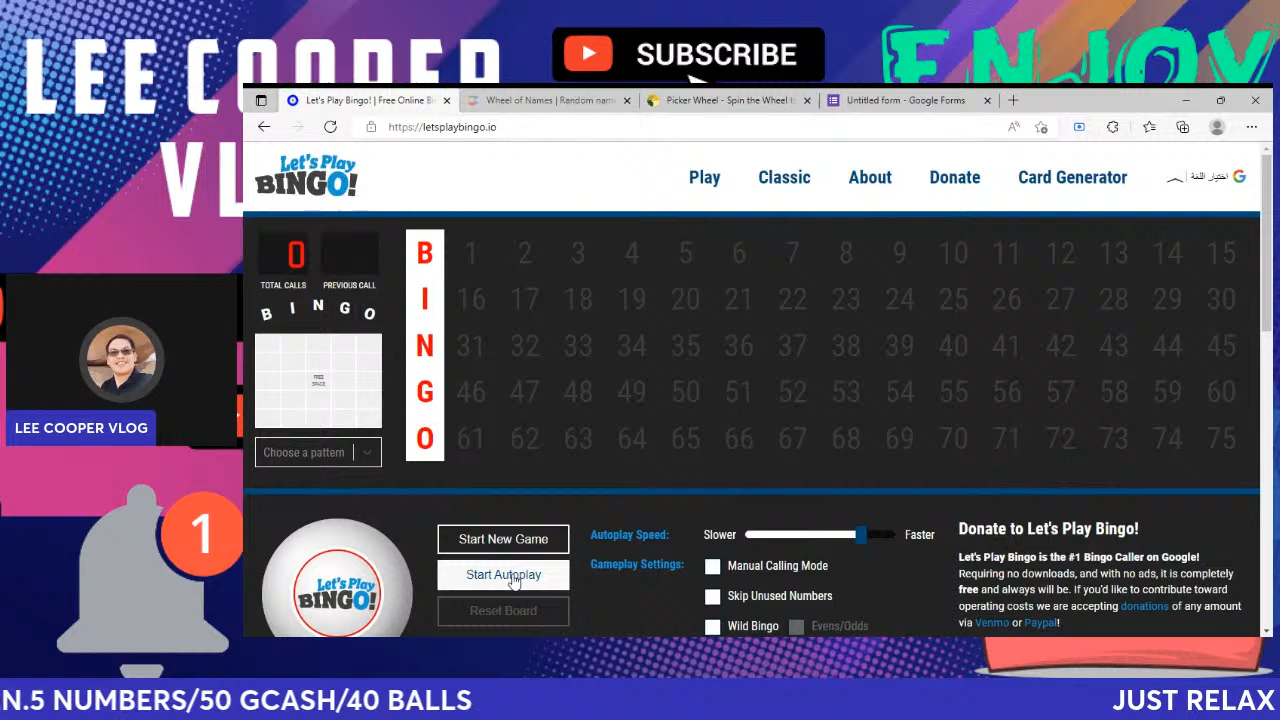 LEE COOPER
VL
SUBSCRIBE
ENJOY
Let's Play Bingo! | Free Online Bi
Wheel of Names | Random nam
Picker Wheel - Spin the Wheel t
Untitled form - Google Forms
https://letsplaybingo.io
Let's Play
BINGO!
Play
Classic
About
Donate
Card Generator
اختيار اللغة
0
TOTAL CALLS
PREVIOUS CALL
B I N G O
FREE
SPACE
Choose a pattern
B 1 2 3 4 5 6 7 8 9 10 11 12 13 14 15
I 16 17 18 19 20 21 22 23 24 25 26 27 28 29 30
N 31 32 33 34 35 36 37 38 39 40 41 42 43 44 45
G 46 47 48 49 50 51 52 53 54 55 56 57 58 59 60
O 61 62 63 64 65 66 67 68 69 70 71 72 73 74 75
LEE COOPER VLOG
1
Let's Play
BINGO!
Start New Game
Start Autoplay
Reset Board
Autoplay Speed:
Slower
Faster
Gameplay Settings:
Manual Calling Mode
Skip Unused Numbers
Wild Bingo
Evens/Odds
Donate to Let's Play Bingo!
Let's Play Bingo is the #1 Bingo Caller on Google!
Requiring no downloads, and with no ads, it is completely
free and always will be. If you'd like to contribute toward
operating costs we are accepting donations of any amount
via Venmo or Paypal!
EN.5 NUMBERS/50 GCASH/40 BALLS
JUST RELAX